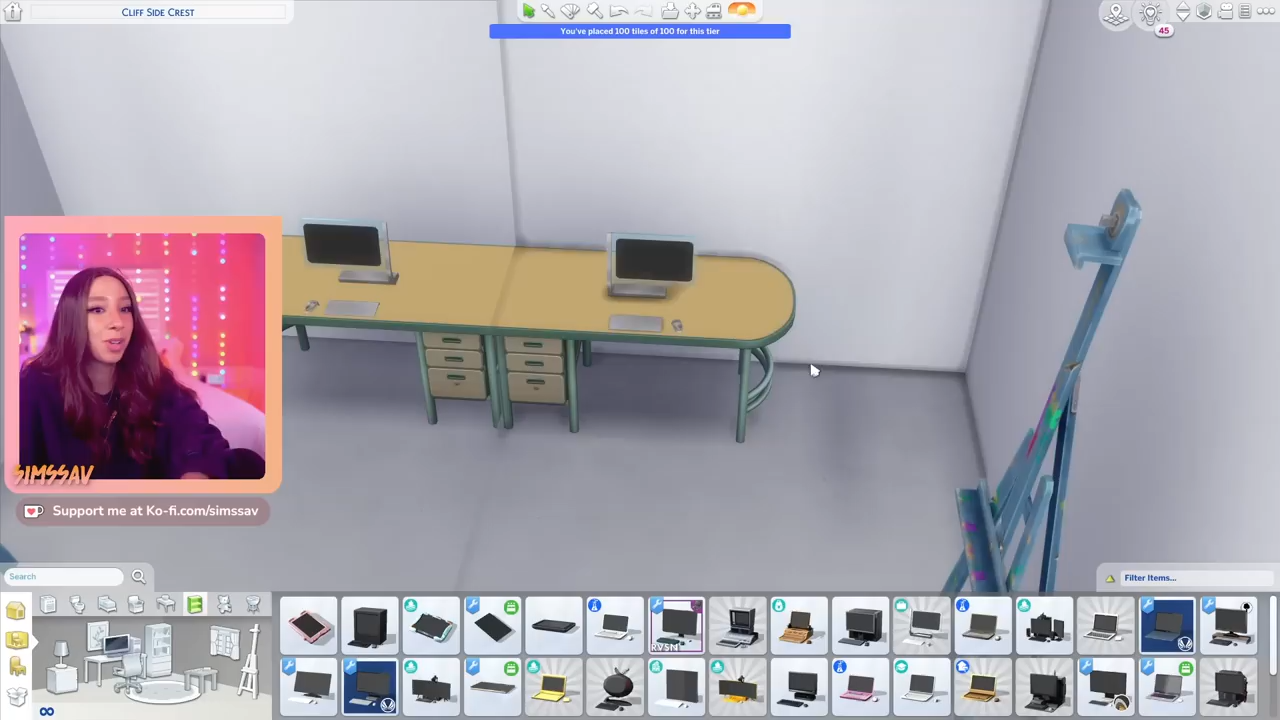 CLIFF SIDE CREST
You've placed 100 tiles of 100 for this tier
45
SIMSSAV
Support me at Ko-fi.com/simssav
Search
Filter Items...
RVSN